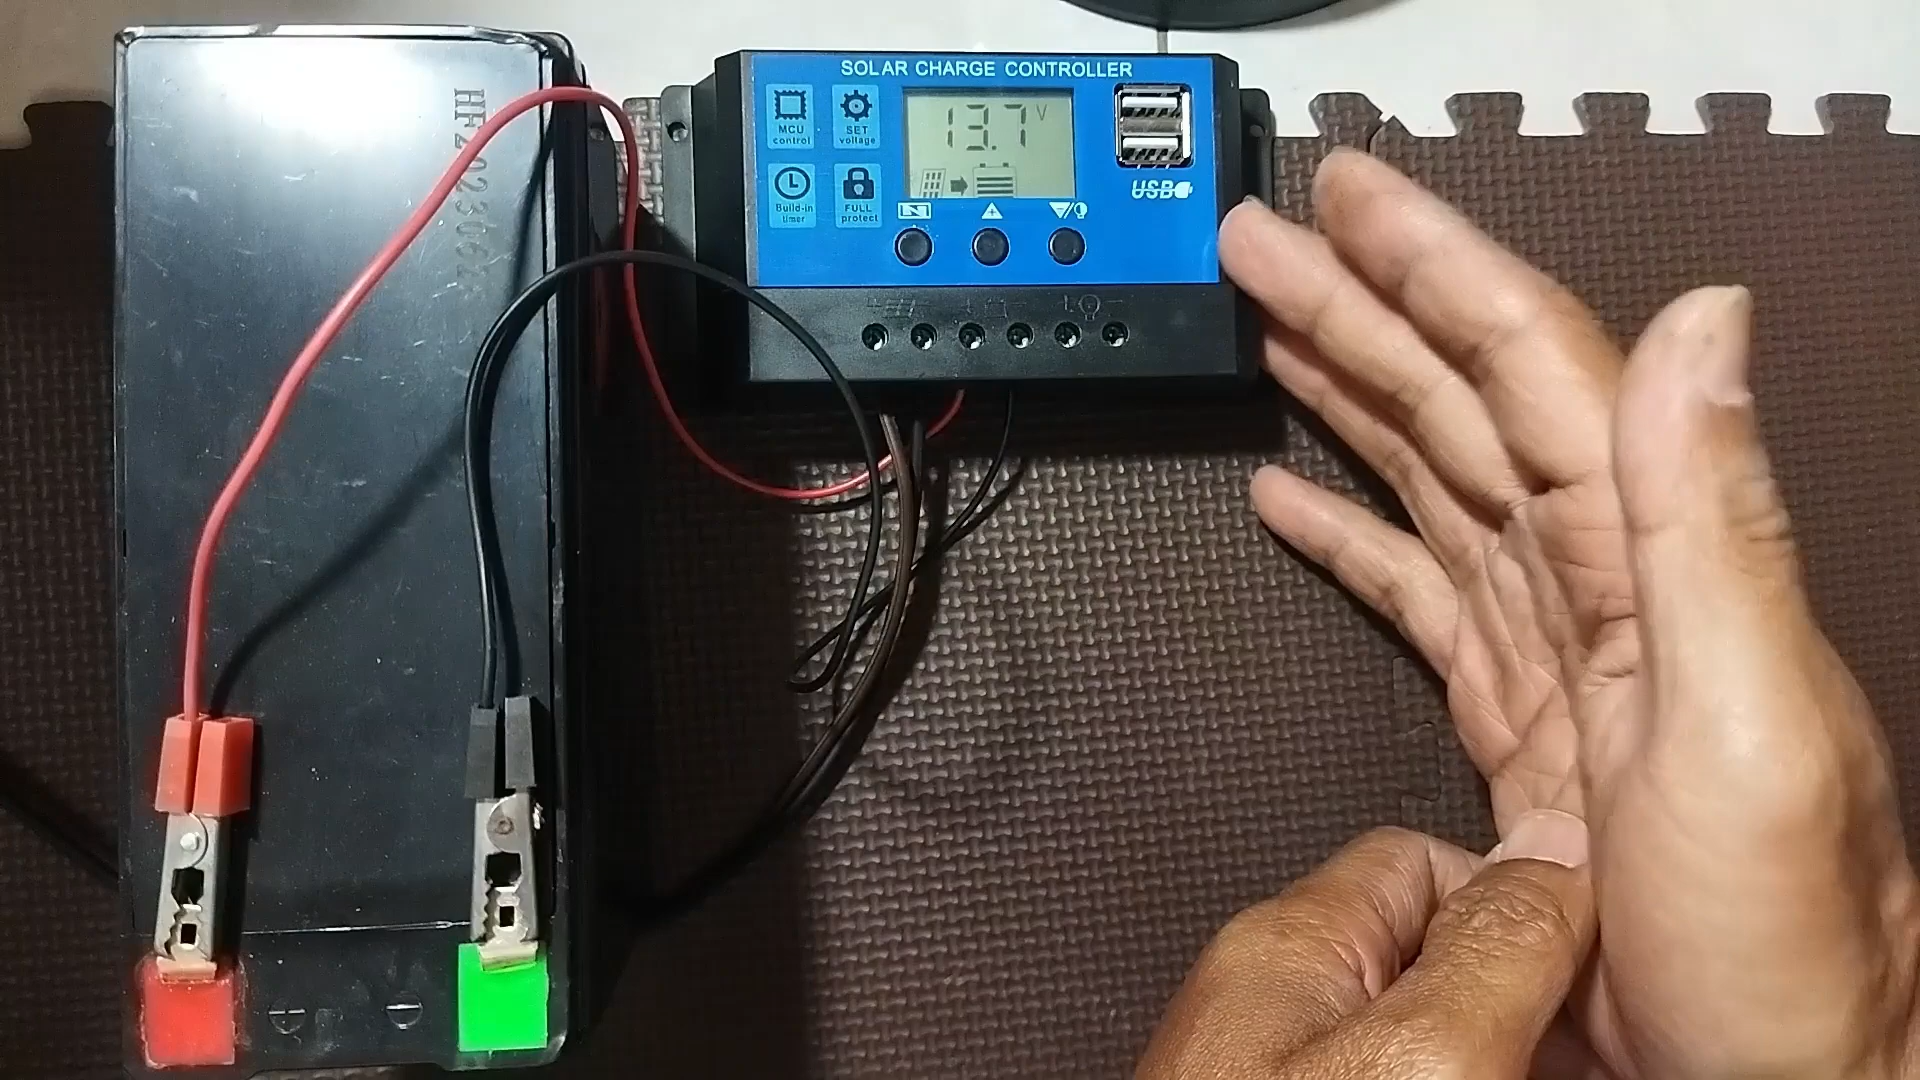 SOLAR CHARGE CONTROLLER
MCU
control
SET
voltage
13.7 V
Build-in
timer
FULL
protect
USB